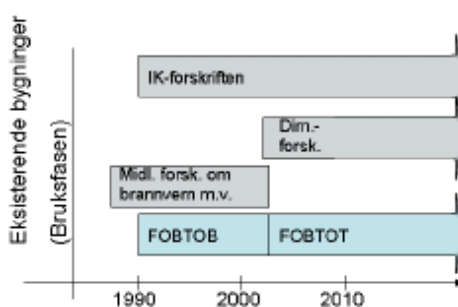 Eksisterende bygninger
(Bruksfasen)
IK-forskriften
Dim.-
forsk.
Midl. forsk. om
brannvern m.v.
FOBTOB
FOBTOT
1990
2000
2010